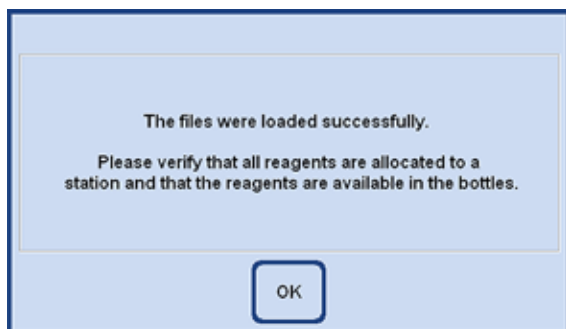 The files were loaded successfully.
Please verify that all reagents are allocated to a
station and that the reagents are available in the bottles.
OK